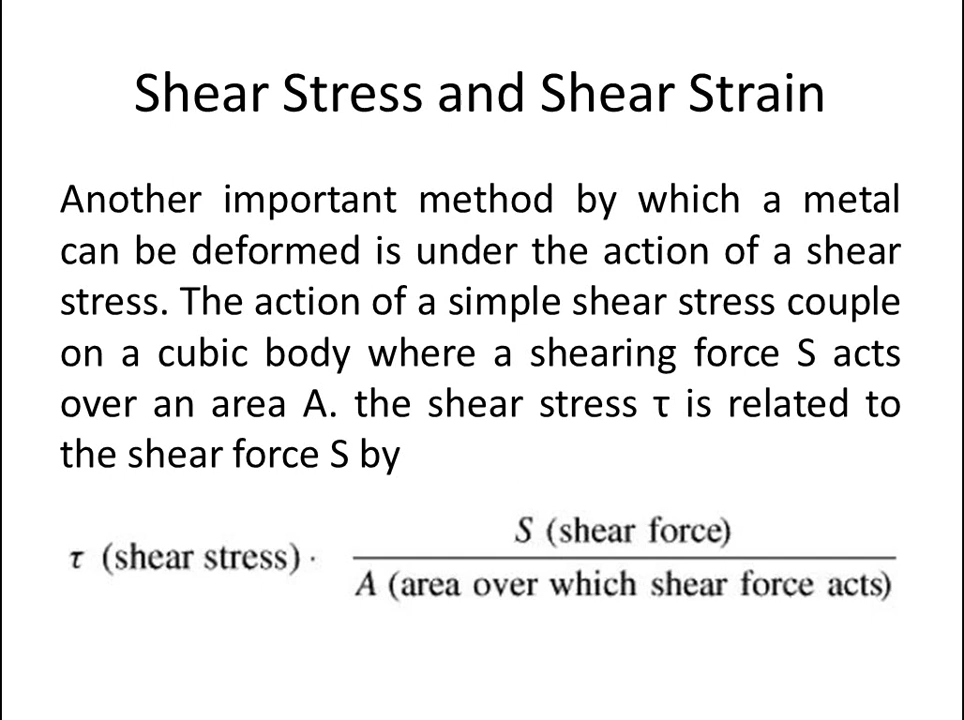 Shear Stress and Shear Strain
Another important method by which a metal
can be deformed is under the action of a shear
stress. The action of a simple shear stress couple
on a cubic body where a shearing force S acts
over an area A. the shear stress τ is related to
the shear force S by
τ (shear stress) · S (shear force)
A (area over which shear force acts)